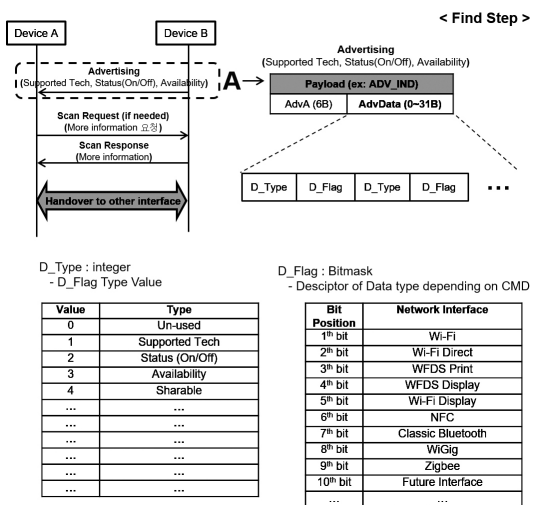 < Find Step >
Device A
Device B
Advertising
(Supported Tech, Status(On/Off), Availability)
A
Scan Request (if needed)
(More information 요청)
Scan Response
(More information)
Handover to other interface
Advertising
(Supported Tech, Status(On/Off), Availability)
Payload (ex: ADV_IND)
AdvA (6B) AdvData (0~31B)
D_Type D_Flag D_Type D_Flag ...
D_Type : integer
- D_Flag Type Value
Value Type
0 Un-used
1 Supported Tech
2 Status (On/Off)
3 Availability
4 Sharable
... ...
... ...
... ...
... ...
... ...
... ...
D_Flag : Bitmask
- Desciptor of Data type depending on CMD
Bit Position Network Interface
1th bit Wi-Fi
2th bit Wi-Fi Direct
3th bit WFDS Print
4th bit WFDS Display
5th bit Wi-Fi Display
6th bit NFC
7th bit Classic Bluetooth
8th bit WiGig
9th bit Zigbee
10th bit Future Interface
... ...